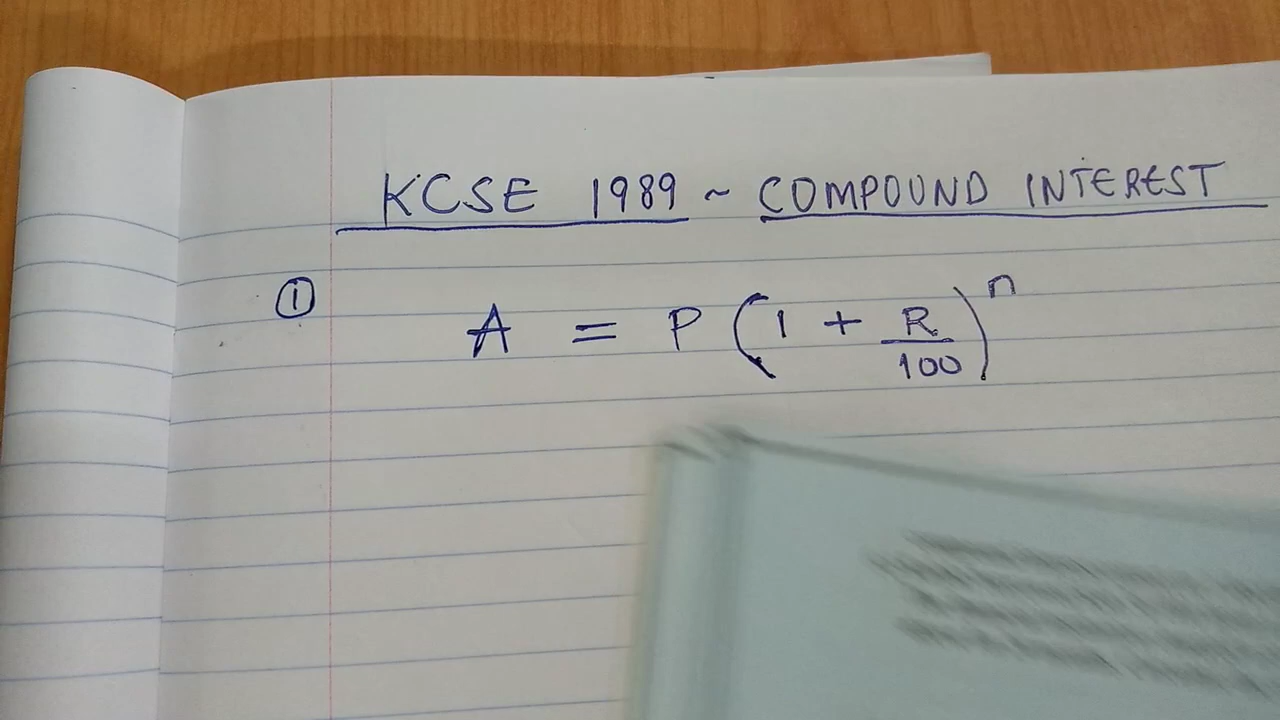 KCSE 1989 ~ COMPOUND INTEREST
① A = P (1 + R/100)^n